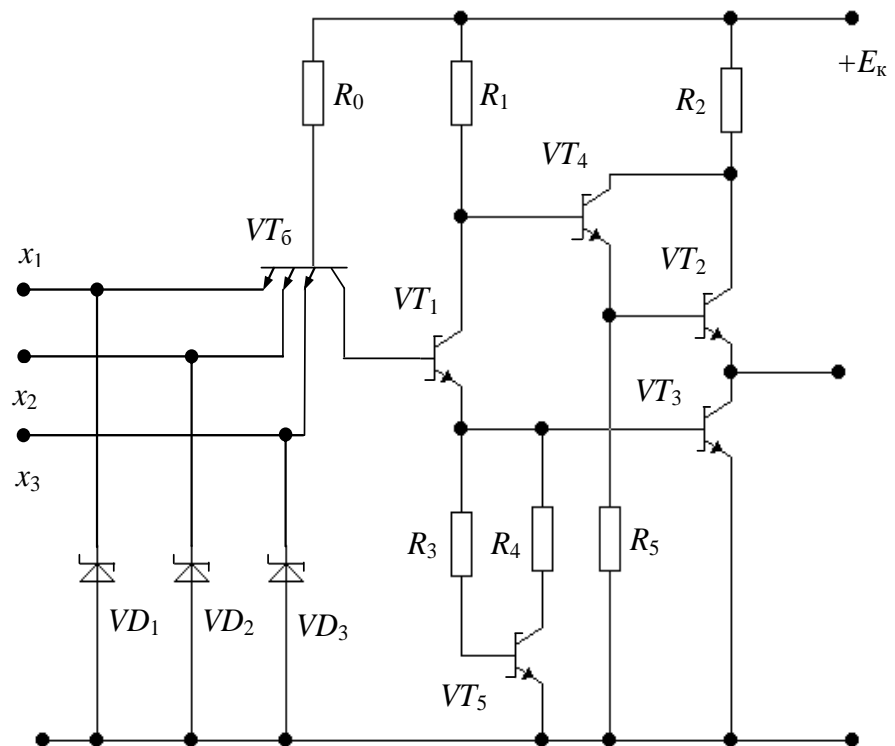 +Eк
R0
R1
R2
VT4
VTб
x1
VT1
VT2
VT3
x2
x3
R3
R4
R5
VD1
VD2
VD3
VT5